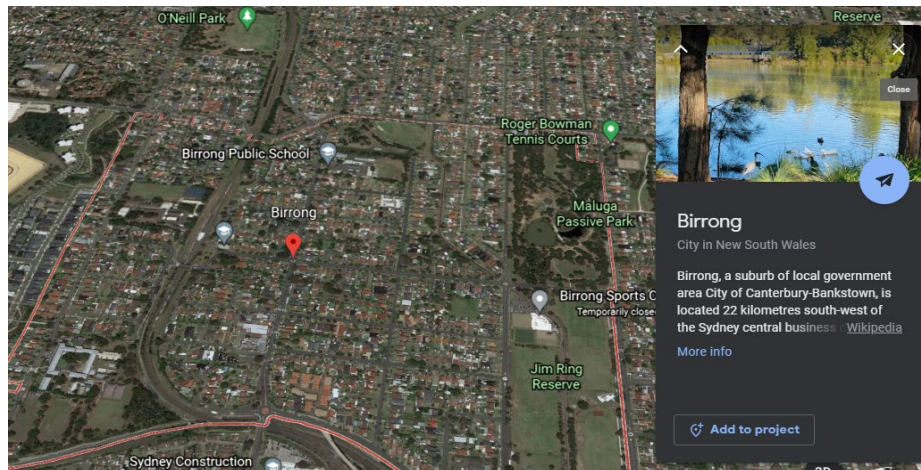 O'Neill Park
Reserve
Close
Roger Bowman
Tennis Courts
Birrong Public School
Maluga
Passive Park
Birrong
Birrong Sports C
Temporarily close
Jim Ring
Reserve
Sydney Construction
Birrong
City in New South Wales
Birrong, a suburb of local government
area City of Canterbury-Bankstown, is
located 22 kilometres south-west of
the Sydney central business Wikipedia
More info
Add to project